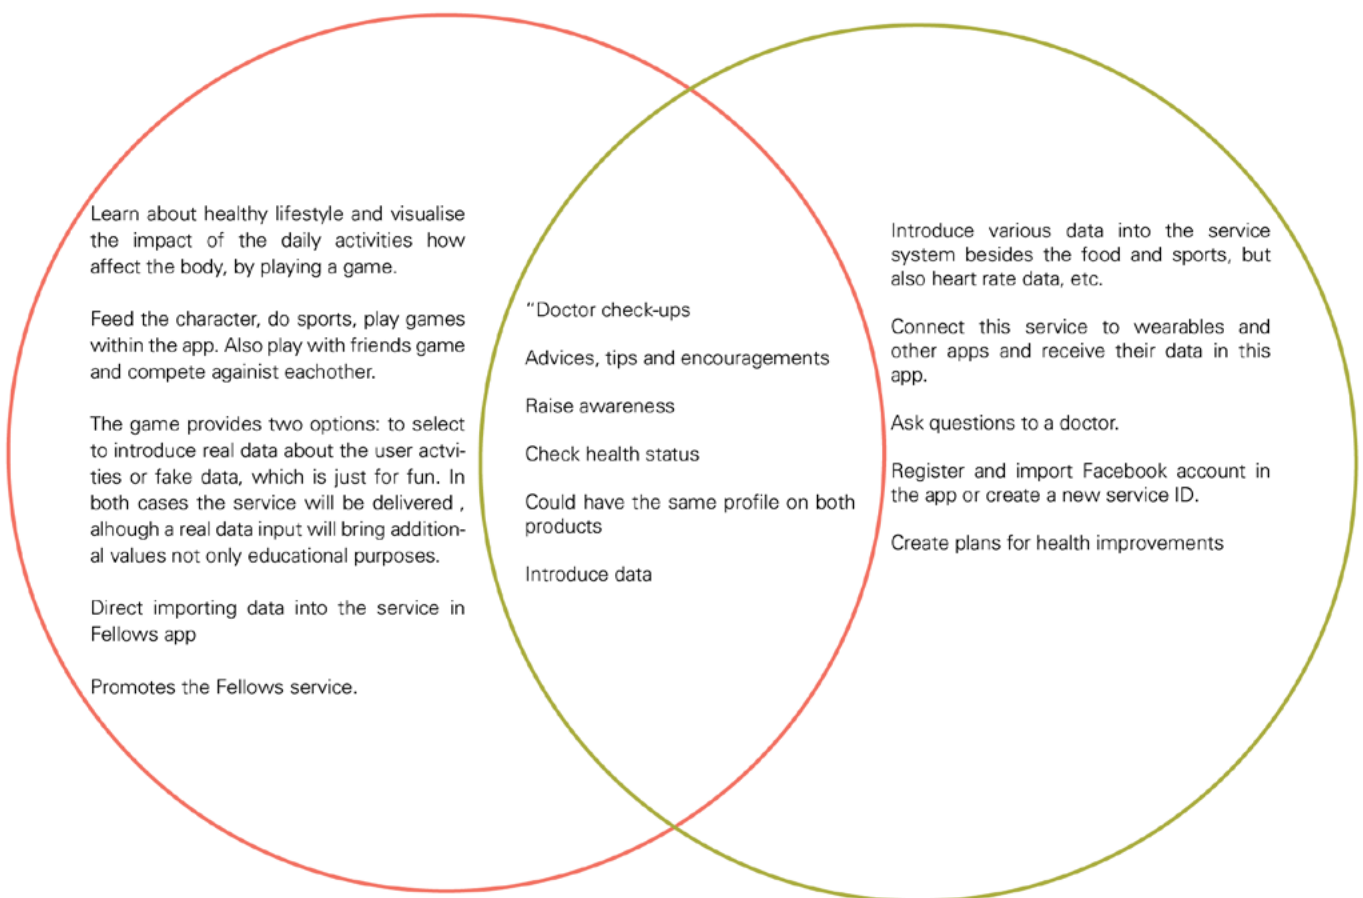 Learn about healthy lifestyle and visualise
the impact of the daily activities how
affect the body, by playing a game.
Feed the character, do sports, play games
within the app. Also play with friends game
and compete againist eachother.
The game provides two options: to select
to introduce real data about the user actvi-
ties or fake data, which is just for fun. In
both cases the service will be delivered ,
alhough a real data input will bring addition-
al values not only educational purposes.
Direct importing data into the service in
Fellows app
Promotes the Fellows service.
“Doctor check-ups
Advices, tips and encouragements
Raise awareness
Check health status
Could have the same profile on both
products
Introduce data
Introduce various data into the service
system besides the food and sports, but
also heart rate data, etc.
Connect this service to wearables and
other apps and receive their data in this
app.
Ask questions to a doctor.
Register and import Facebook account in
the app or create a new service ID.
Create plans for health improvements